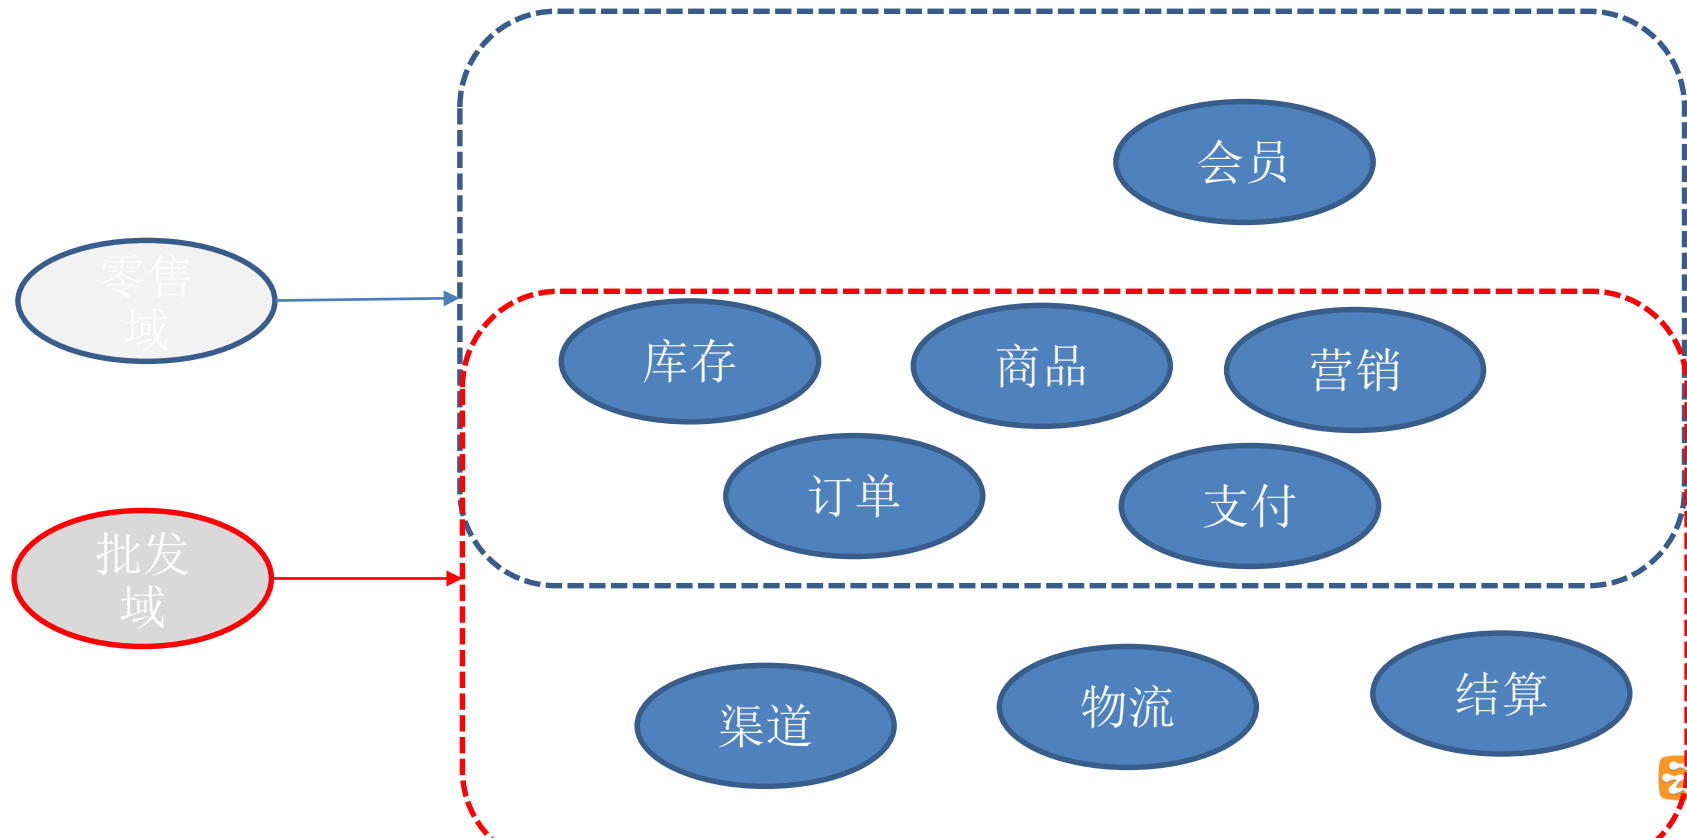 会员
零售
域
库存
商品
营销
订单
支付
批发
域
渠道
物流
结算